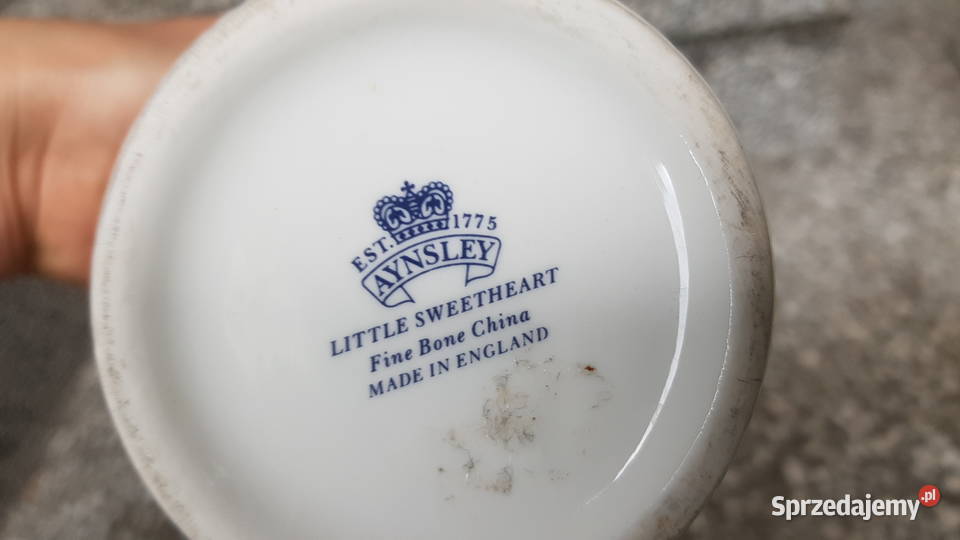 EST. 1775
AYNSLEY
LITTLE SWEETHEART
Fine Bone China
MADE IN ENGLAND
Sprzedajemy.pl